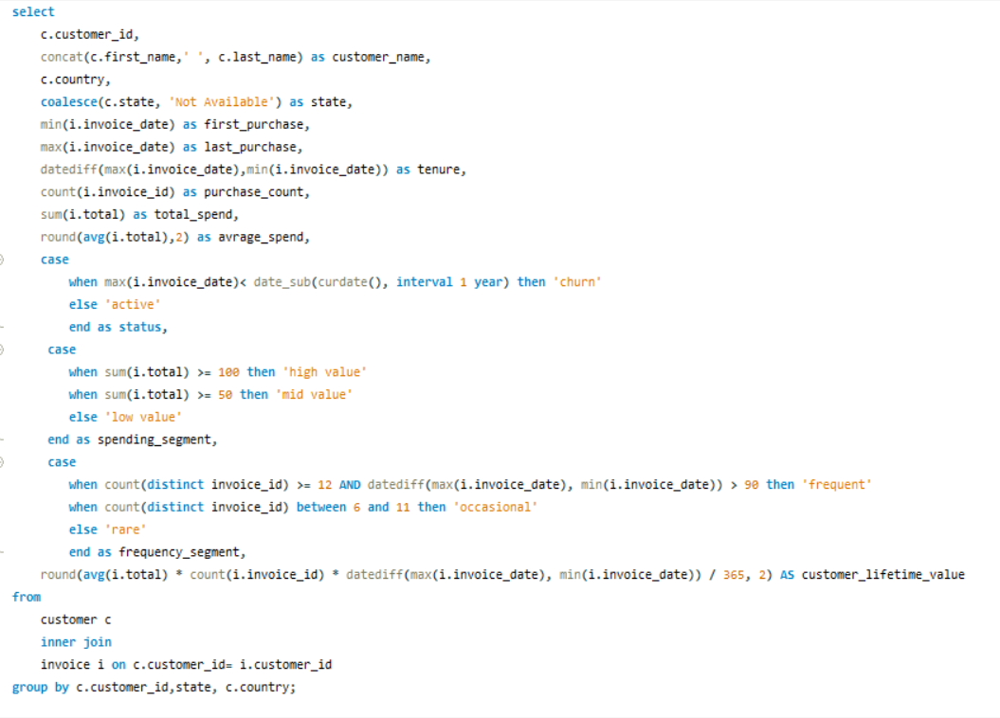 select
c.customer_id,
concat(c.first_name,' ', c.last_name) as customer_name,
c.country,
coalesce(c.state, 'Not Available') as state,
min(i.invoice_date) as first_purchase,
max(i.invoice_date) as last_purchase,
datediff(max(i.invoice_date),min(i.invoice_date)) as tenure,
count(i.invoice_id) as purchase_count,
sum(i.total) as total_spend,
round(avg(i.total),2) as avrage_spend,
case
when max(i.invoice_date)< date_sub(curdate(), interval 1 year) then 'churn'
else 'active'
end as status,
case
when sum(i.total) >= 100 then 'high value'
when sum(i.total) >= 50 then 'mid value'
else 'low value'
end as spending_segment,
case
when count(distinct invoice_id) >= 12 AND datediff(max(i.invoice_date), min(i.invoice_date)) > 90 then 'frequent'
when count(distinct invoice_id) between 6 and 11 then 'occasional'
else 'rare'
end as frequency_segment,
round(avg(i.total) * count(i.invoice_id) * datediff(max(i.invoice_date), min(i.invoice_date)) / 365, 2) AS customer_lifetime_value
from
customer c
inner join
invoice i on c.customer_id= i.customer_id
group by c.customer_id,state, c.country;